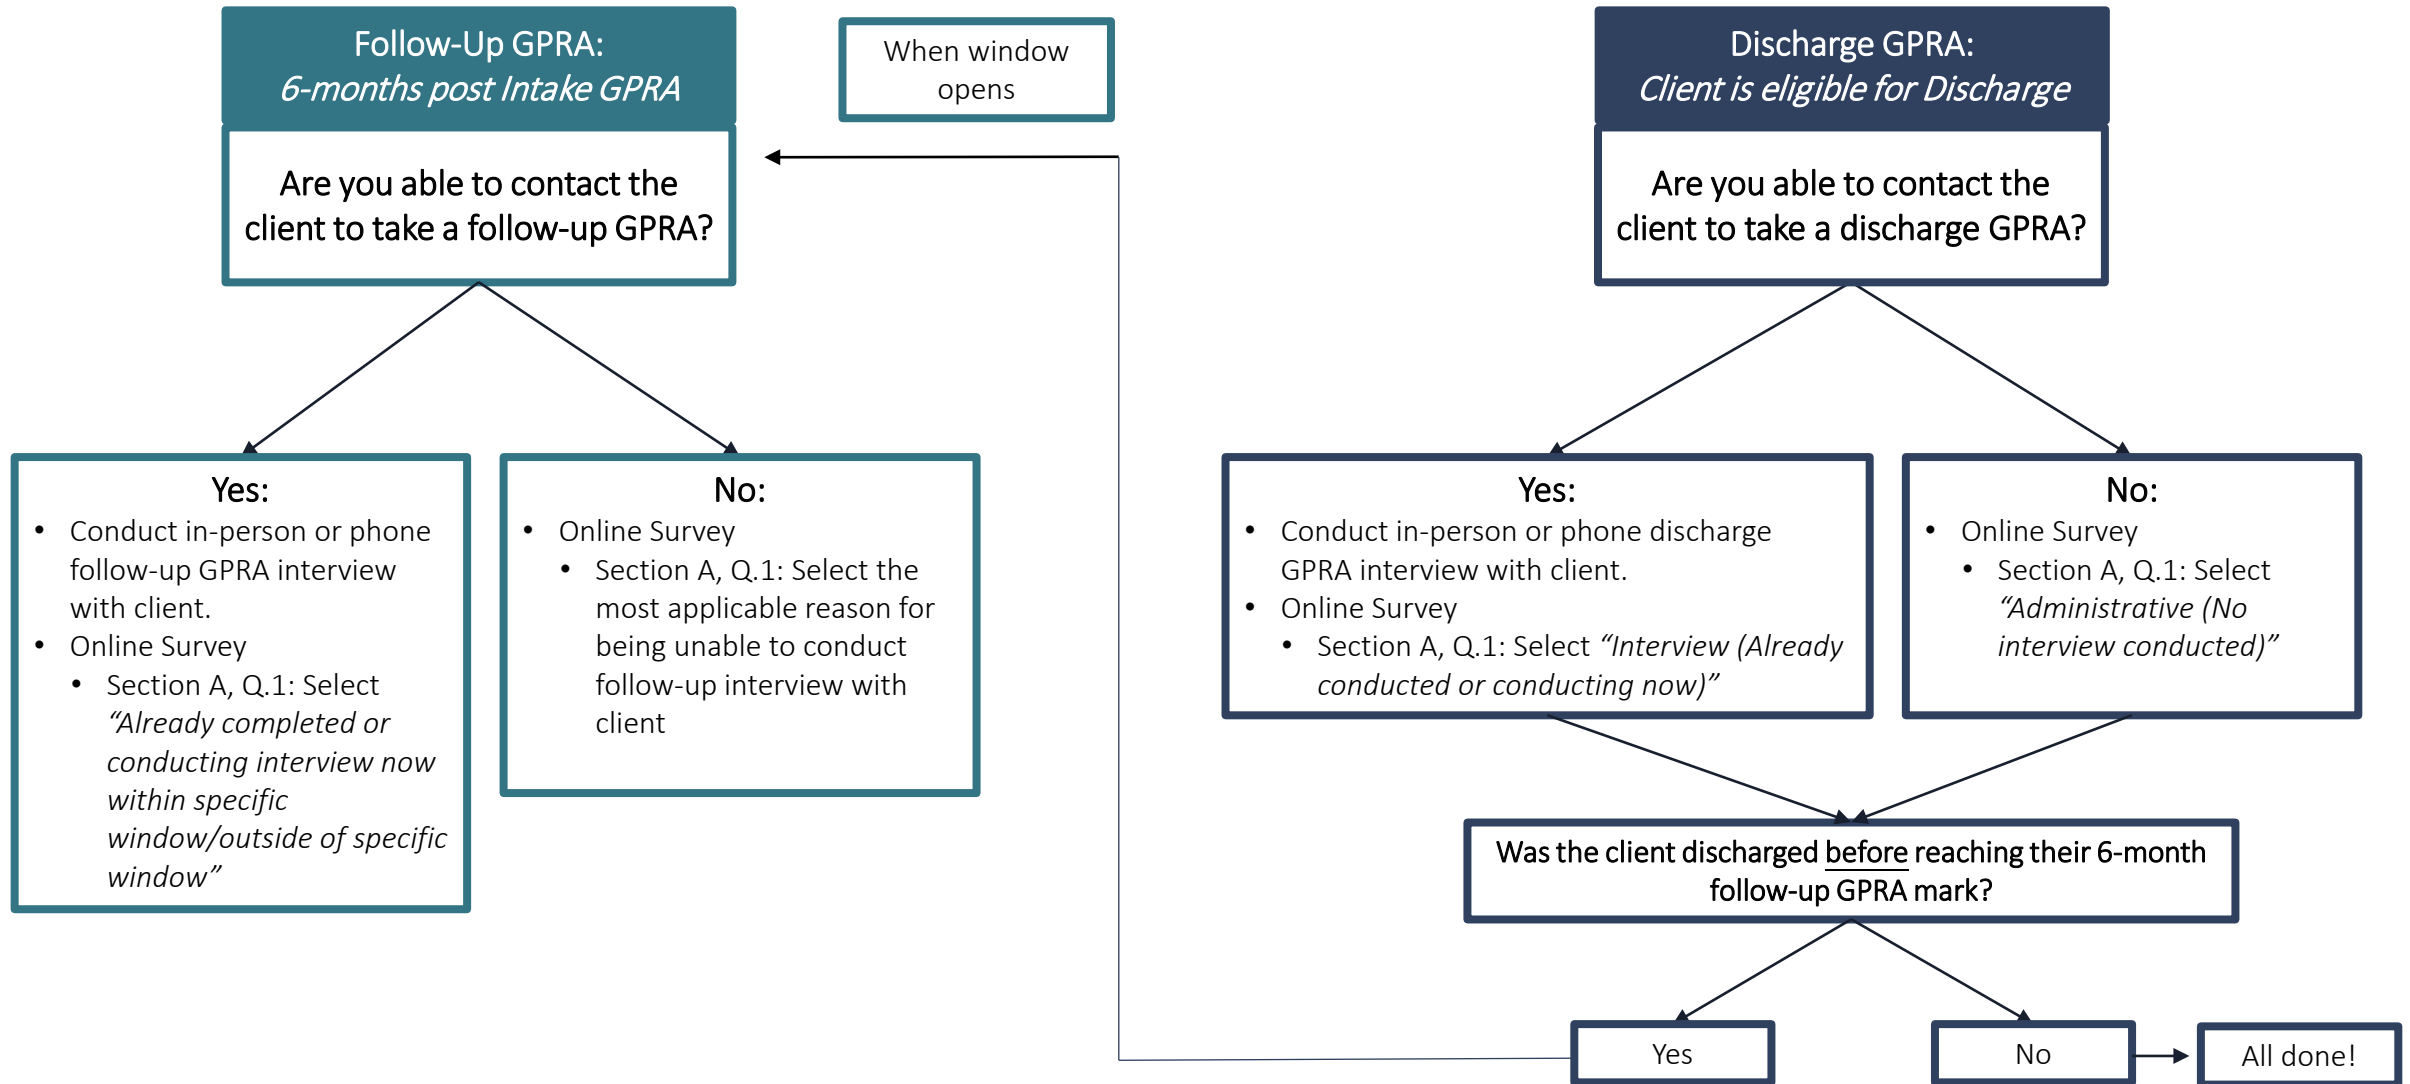 Follow-Up GPRA:
6-months post Intake GPRA
Are you able to contact the
client to take a follow-up GPRA?
When window
opens
Yes:
• Conduct in-person or phone
follow-up GPRA interview
with client.
• Online Survey
• Section A, Q.1: Select
“Already completed or
conducting interview now
within specific
window/outside of specific
window”
No:
• Online Survey
• Section A, Q.1: Select the
most applicable reason for
being unable to conduct
follow-up interview with
client
Discharge GPRA:
Client is eligible for Discharge
Are you able to contact the
client to take a discharge GPRA?
Yes:
• Conduct in-person or phone discharge
GPRA interview with client.
• Online Survey
• Section A, Q.1: Select “Interview (Already
conducted or conducting now)”
No:
• Online Survey
• Section A, Q.1: Select
“Administrative (No
interview conducted)”
Was the client discharged before reaching their 6-month
follow-up GPRA mark?
Yes
No
All done!